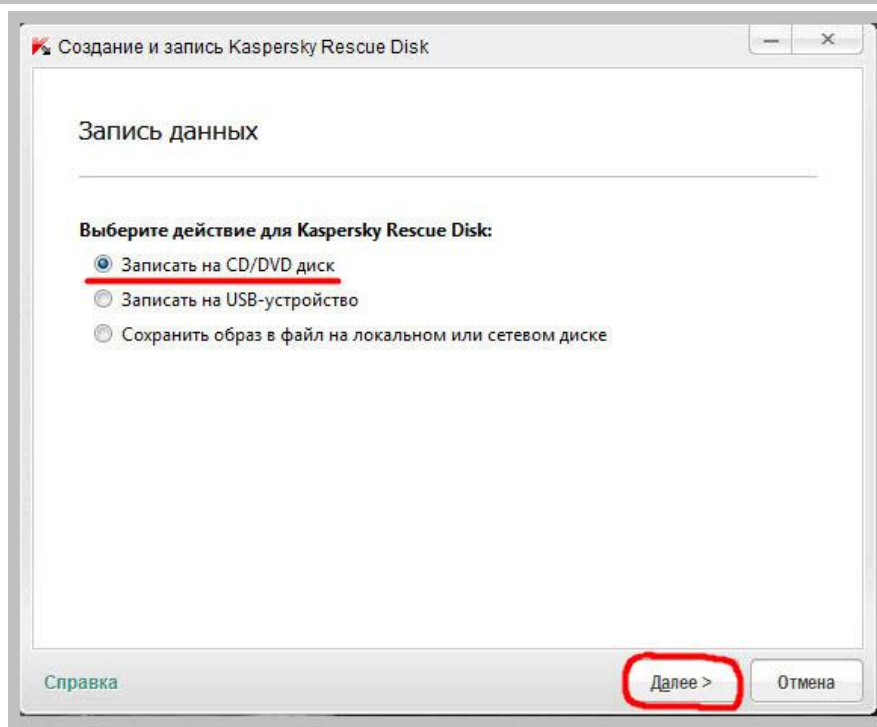 Создание и запись Kaspersky Rescue Disk
Запись данных
Выберите действие для Kaspersky Rescue Disk:
Записать на CD/DVD диск
Записать на USB-устройство
Сохранить образ в файл на локальном или сетевом диске
Справка
Далее >
Отмена